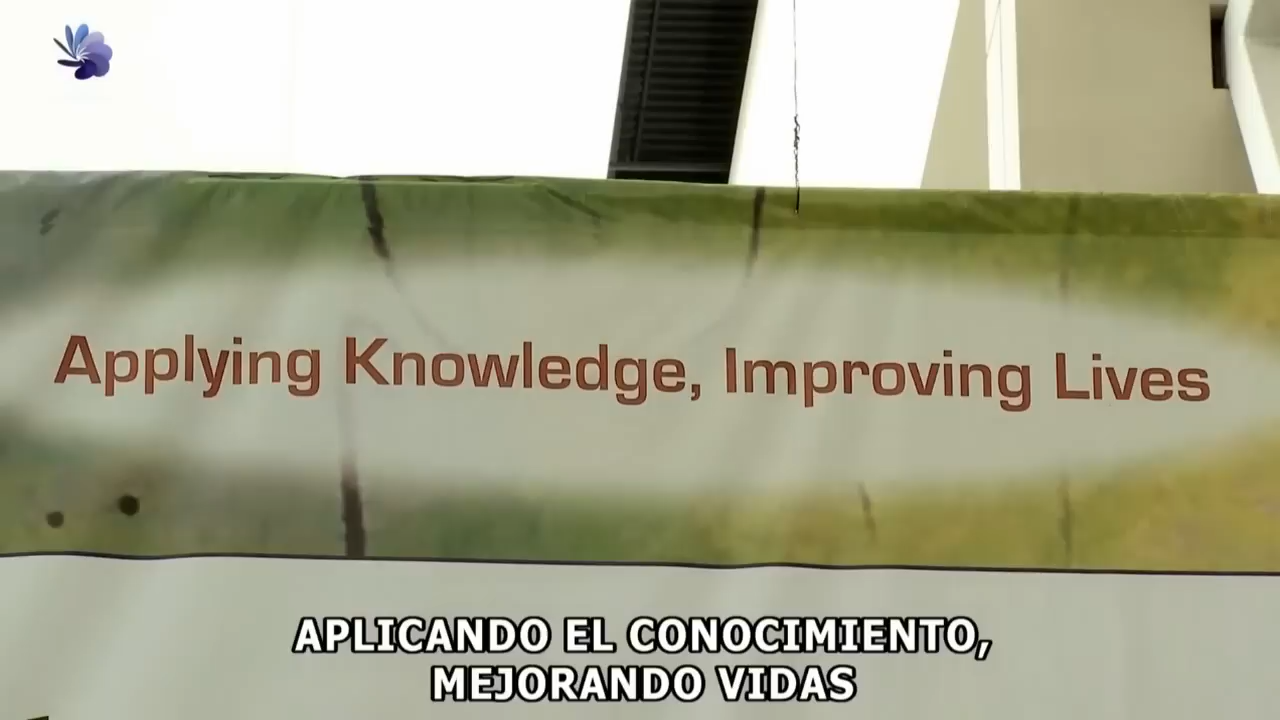 Applying Knowledge, Improving Lives
APLICANDO EL CONOCIMIENTO,
MEJORANDO VIDAS